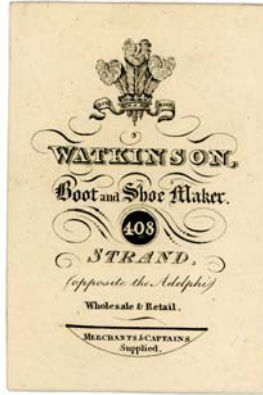 WATKINSON,
Boot and Shoe Maker.
408
STRAND,
(opposite the Adelphi)
Wholesale & Retail.
MERCHANTS & CAPTAINS
Supplied.